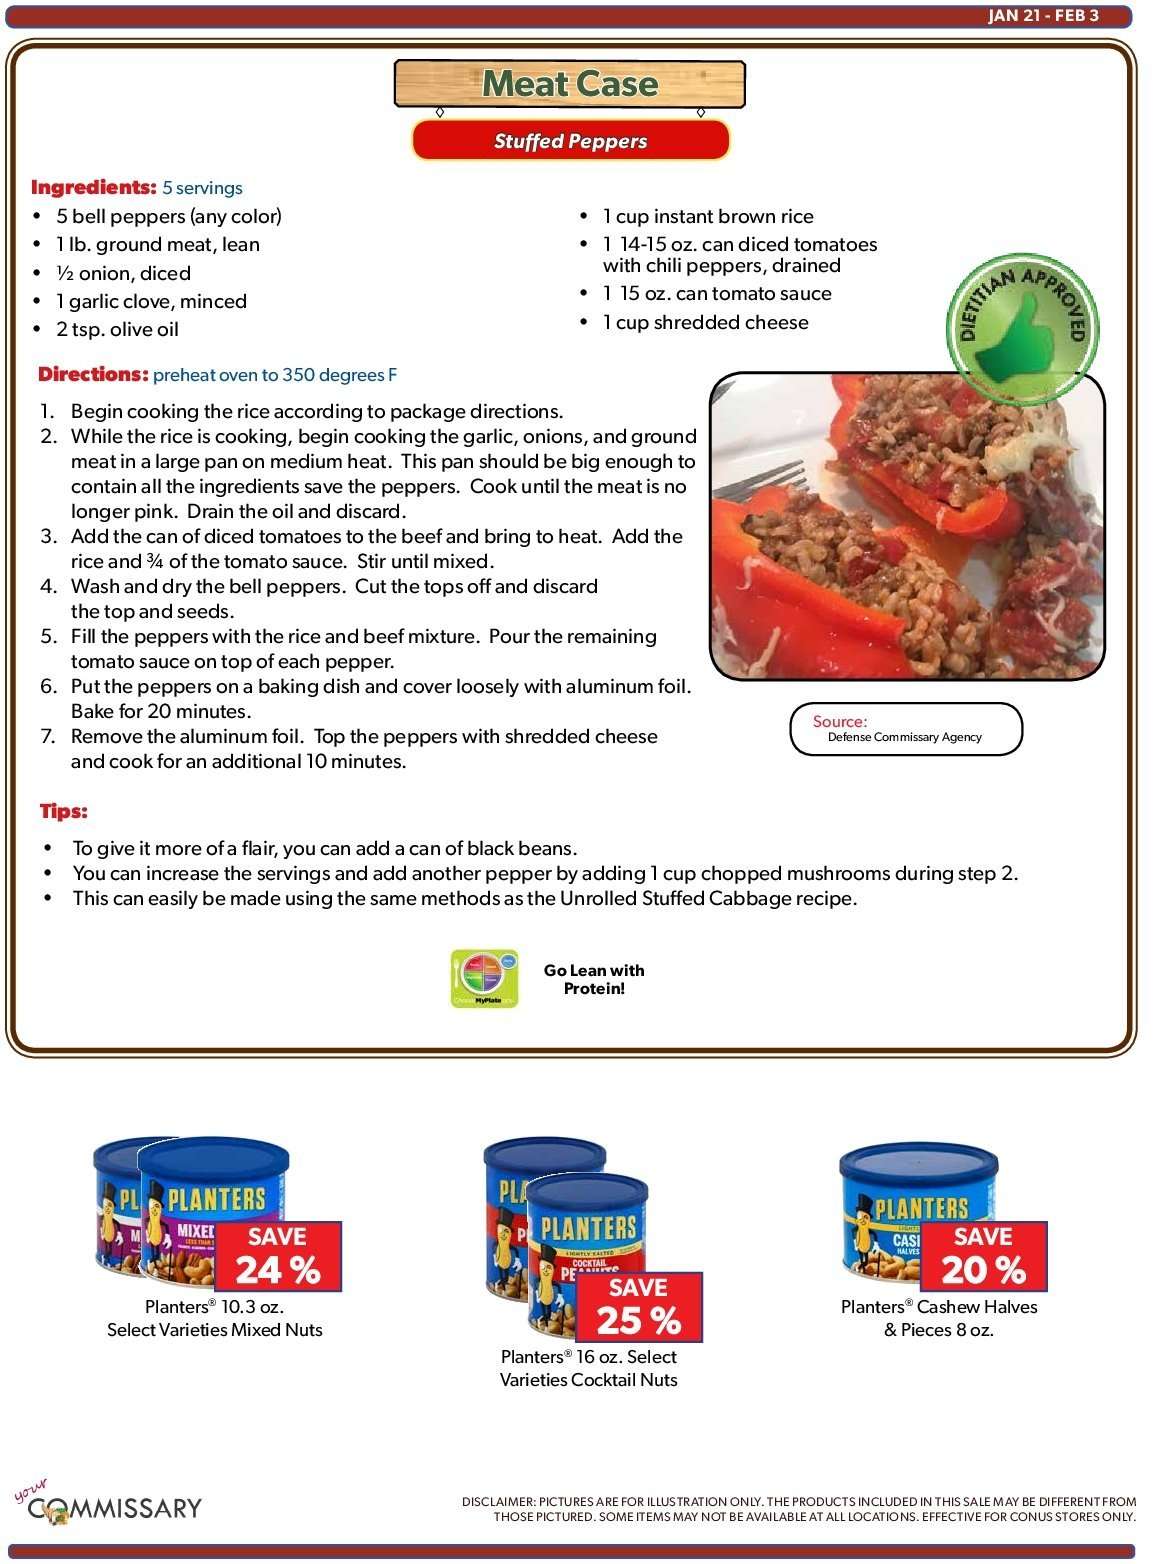 JAN 21 - FEB 3
Meat Case
Stuffed Peppers
Ingredients: 5 servings
• 5 bell peppers (any color)
• 1 lb. ground meat, lean
• ½ onion, diced
• 1 garlic clove, minced
• 2 tsp. olive oil
• 1 cup instant brown rice
• 1  14-15 oz. can diced tomatoes
with chili peppers, drained
• 1  15 oz. can tomato sauce
• 1 cup shredded cheese
DIETITIAN APPROVED
Directions: preheat oven to 350 degrees F
1. Begin cooking the rice according to package directions.
2. While the rice is cooking, begin cooking the garlic, onions, and ground
meat in a large pan on medium heat.  This pan should be big enough to
contain all the ingredients save the peppers.  Cook until the meat is no
longer pink.  Drain the oil and discard.
3. Add the can of diced tomatoes to the beef and bring to heat.  Add the
rice and ¾ of the tomato sauce.  Stir until mixed.
4. Wash and dry the bell peppers.  Cut the tops off and discard
the top and seeds.
5. Fill the peppers with the rice and beef mixture.  Pour the remaining
tomato sauce on top of each pepper.
6. Put the peppers on a baking dish and cover loosely with aluminum foil.
Bake for 20 minutes.
7. Remove the aluminum foil.  Top the peppers with shredded cheese
and cook for an additional 10 minutes.
Source:
Defense Commissary Agency
Tips:
• To give it more of a flair, you can add a can of black beans.
• You can increase the servings and add another pepper by adding 1 cup chopped mushrooms during step 2.
• This can easily be made using the same methods as the Unrolled Stuffed Cabbage recipe.
MyPlate
Go Lean with
Protein!
PL
PLANTERS
M
MIXED
SAVE
24 %
Planters® 10.3 oz.
Select Varieties Mixed Nuts
PLA
PLANTERS
LIGHTLY SALTED
COCKTAIL
PEANUTS
SAVE
25 %
Planters® 16 oz. Select
Varieties Cocktail Nuts
PLANTERS
CASH
HALVES
SAVE
20 %
Planters® Cashew Halves
& Pieces 8 oz.
your
COMMISSARY
DISCLAIMER: PICTURES ARE FOR ILLUSTRATION ONLY. THE PRODUCTS INCLUDED IN THIS SALE MAY BE DIFFERENT FROM
THOSE PICTURED. SOME ITEMS MAY NOT BE AVAILABLE AT ALL LOCATIONS. EFFECTIVE FOR CONUS STORES ONLY.